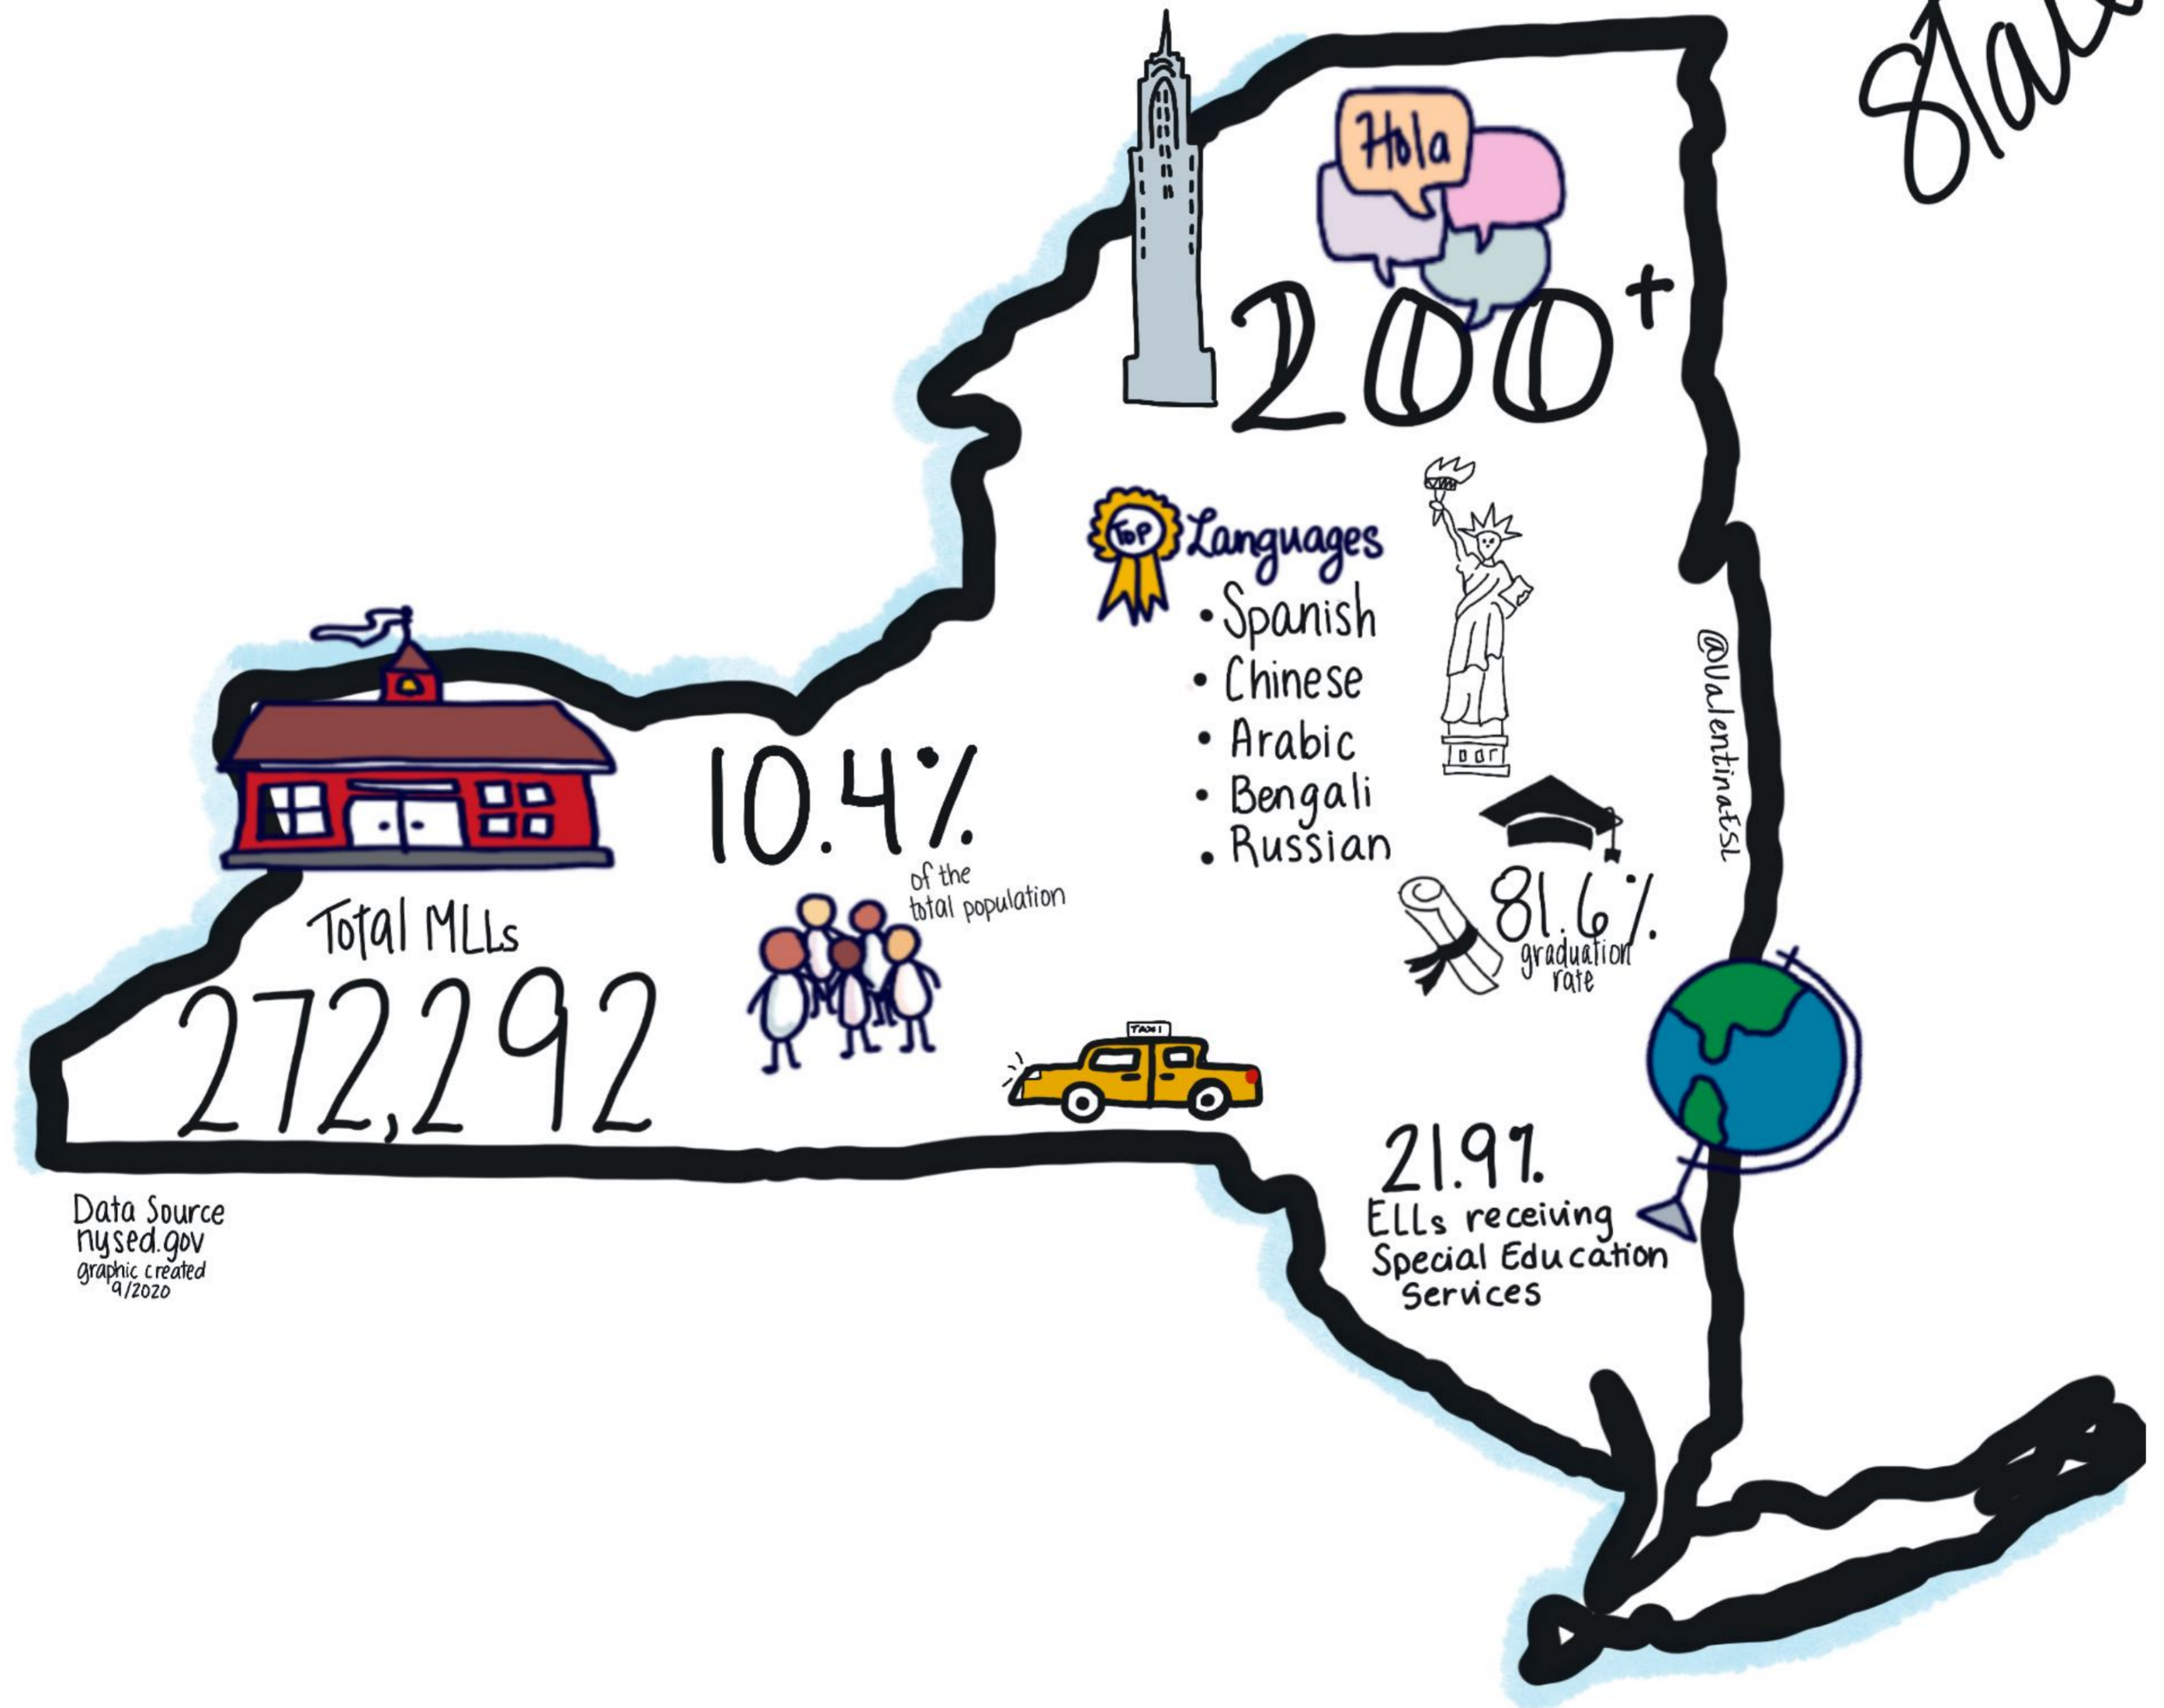 Hola
200+
TOP Languages
• Spanish
• Chinese
• Arabic
• Bengali
• Russian
@ValentinaESL
10.4%
of the
total population
81.6%
graduation
rate
Total MLLs
272,292
TAXI
21.9%
ELLs receiving
Special Education
Services
Data Source
nysed.gov
graphic created
9/2020